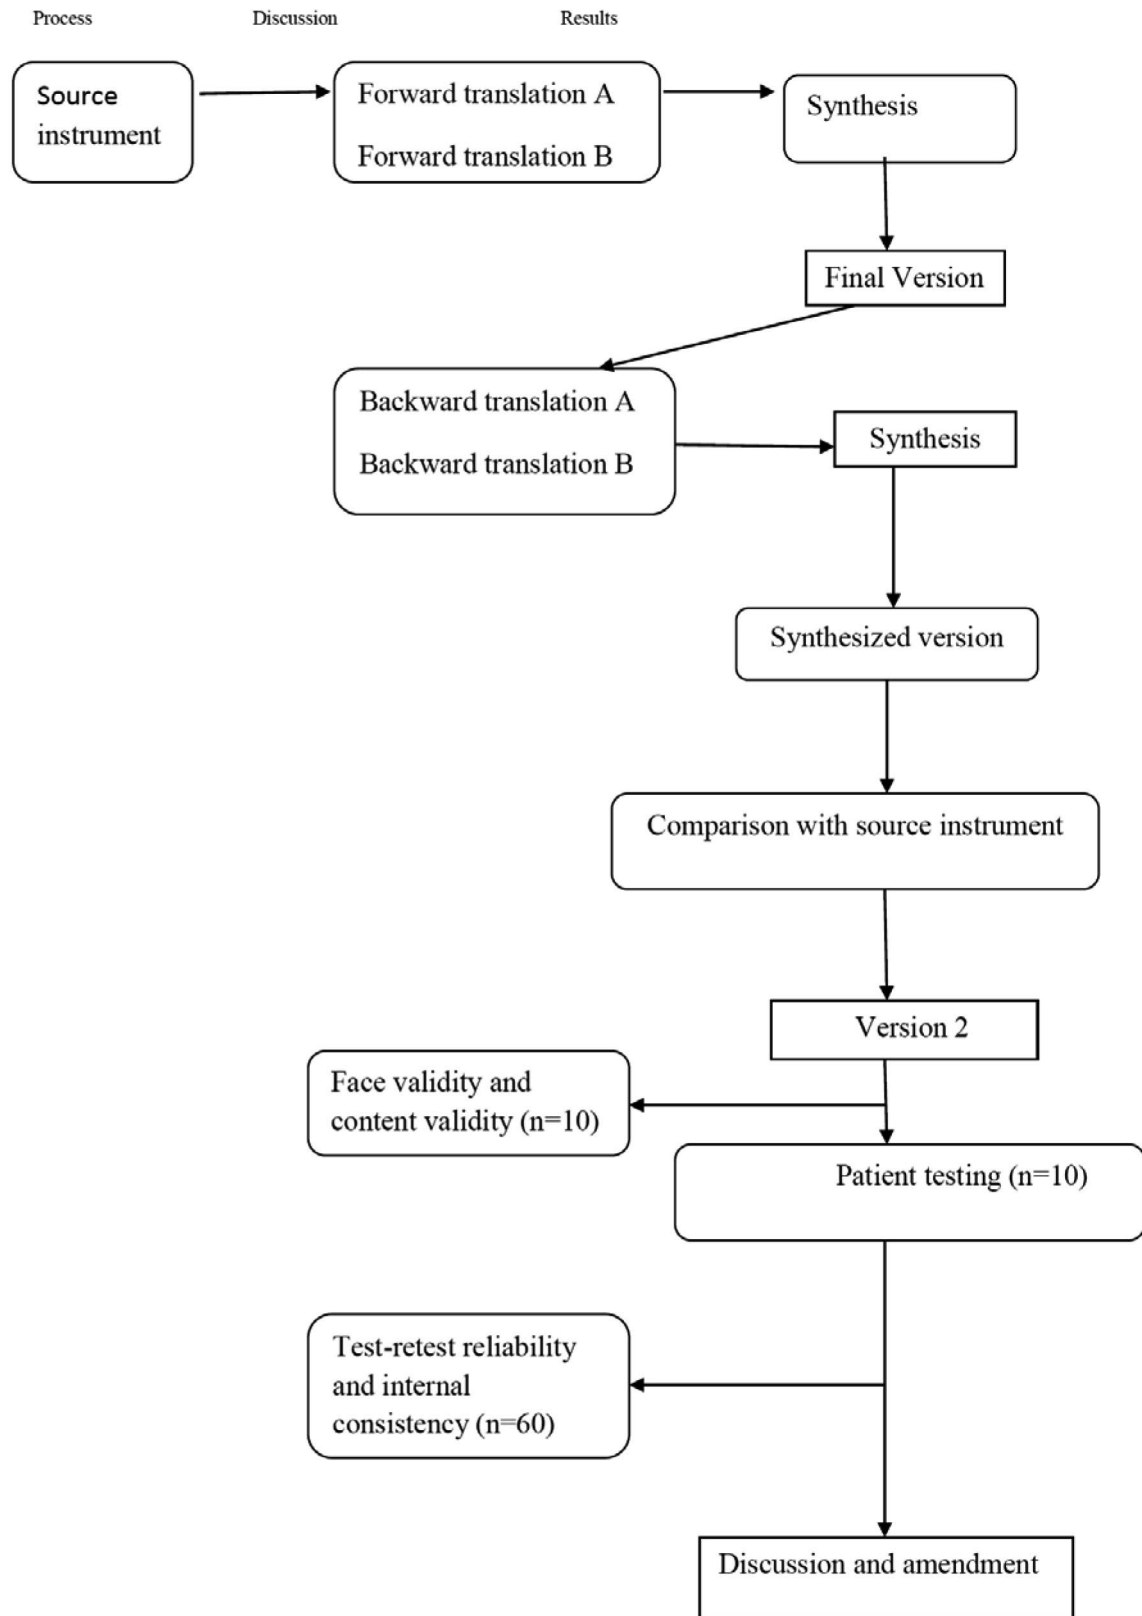 Process Discussion Results
Source
instrument
Forward translation A
Forward translation B
Synthesis
Final Version
Backward translation A
Backward translation B
Synthesis
Synthesized version
Comparison with source instrument
Version 2
Face validity and
content validity (n=10)
Patient testing (n=10)
Test-retest reliability
and internal
consistency (n=60)
Discussion and amendment